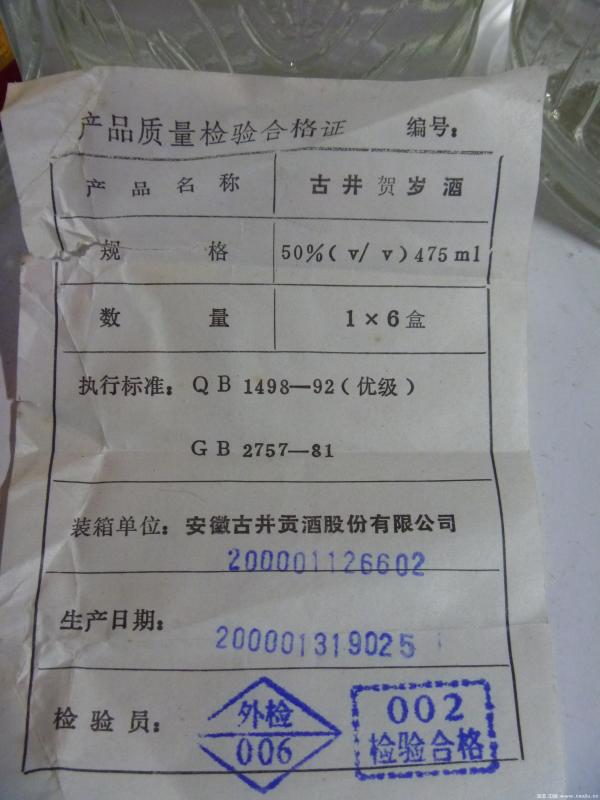 产品质量检验合格证 编号:
产品名称 古井贺岁酒
规格 50%(v/v)475ml
数量 1×6盒
执行标准: QB 1498—92(优级)
GB 2757—81
装箱单位: 安徽古井贡酒股份有限公司
200001126602
生产日期:
200001319025
检验员: 外检 002
006 检验合格